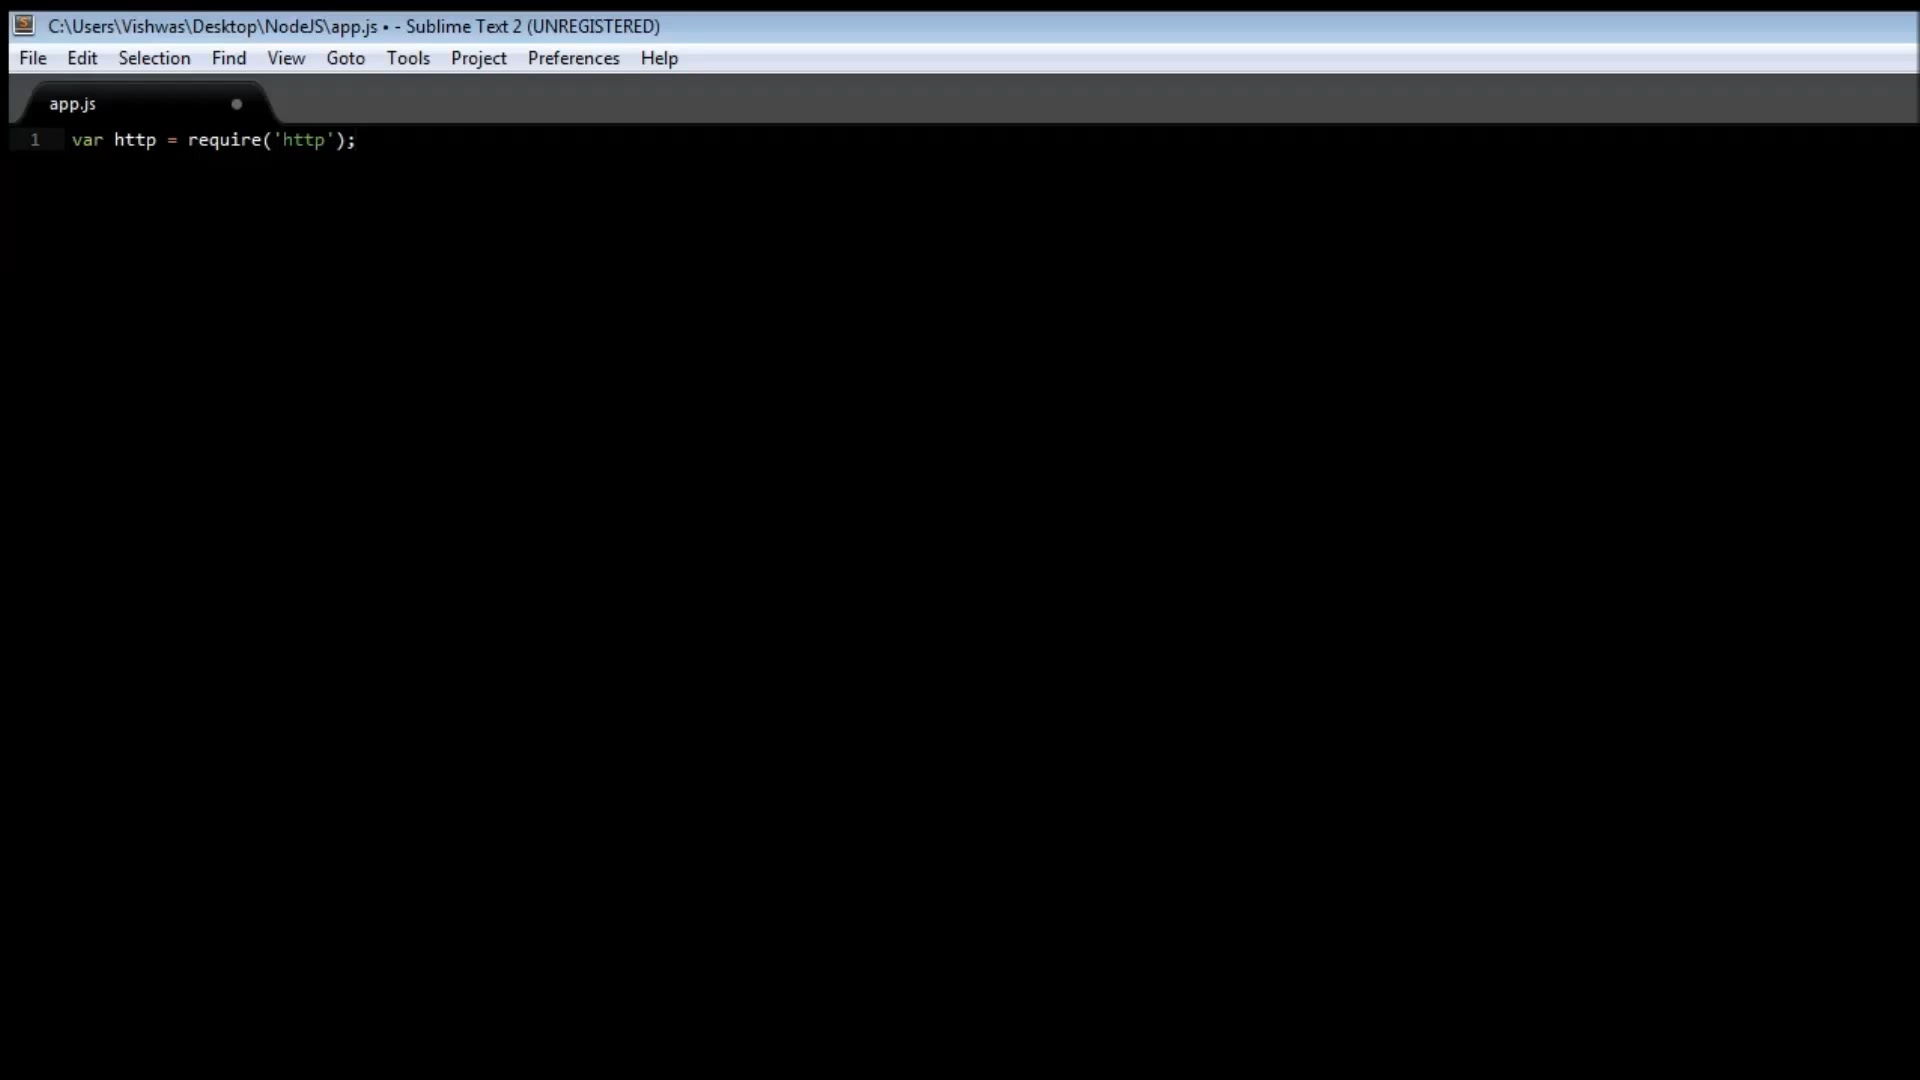 C:\Users\Vishwas\Desktop\NodeJS\app.js • - Sublime Text 2 (UNREGISTERED)
File Edit Selection Find View Goto Tools Project Preferences Help
app.js
1 var http = require('http');